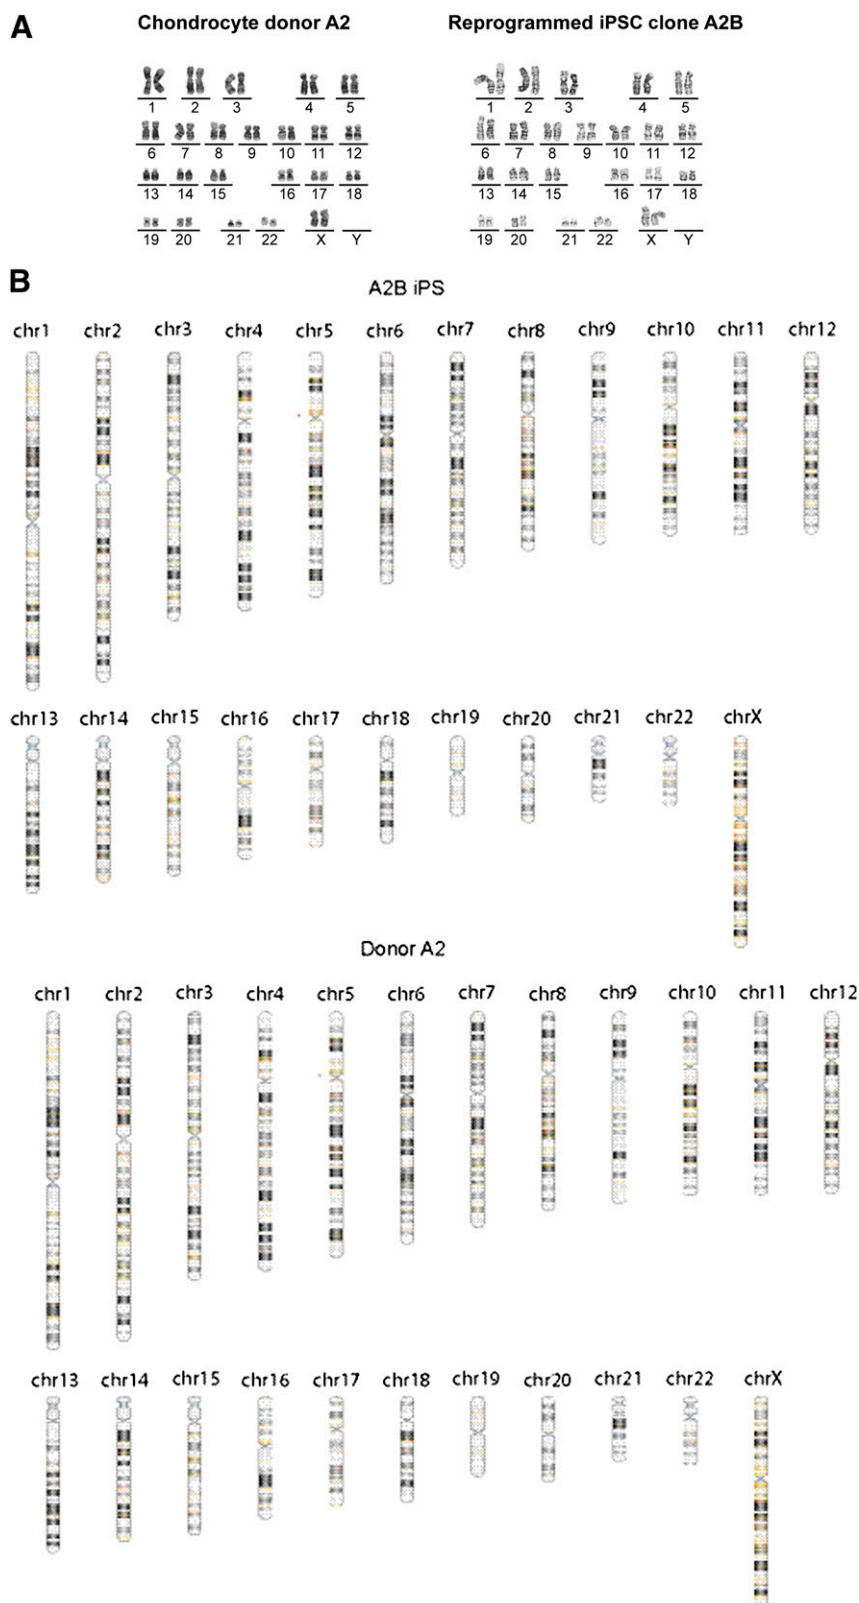 A
Chondrocyte donor A2 Reprogrammed iPSC clone A2B
1 2 3 4 5 1 2 3 4 5
6 7 8 9 10 11 12 6 7 8 9 10 11 12
13 14 15 16 17 18 13 14 15 16 17 18
19 20 21 22 X Y 19 20 21 22 X Y
B
A2B iPS
chr1 chr2 chr3 chr4 chr5 chr6 chr7 chr8 chr9 chr10 chr11 chr12
chr13 chr14 chr15 chr16 chr17 chr18 chr19 chr20 chr21 chr22 chrX
Donor A2
chr1 chr2 chr3 chr4 chr5 chr6 chr7 chr8 chr9 chr10 chr11 chr12
chr13 chr14 chr15 chr16 chr17 chr18 chr19 chr20 chr21 chr22 chrX